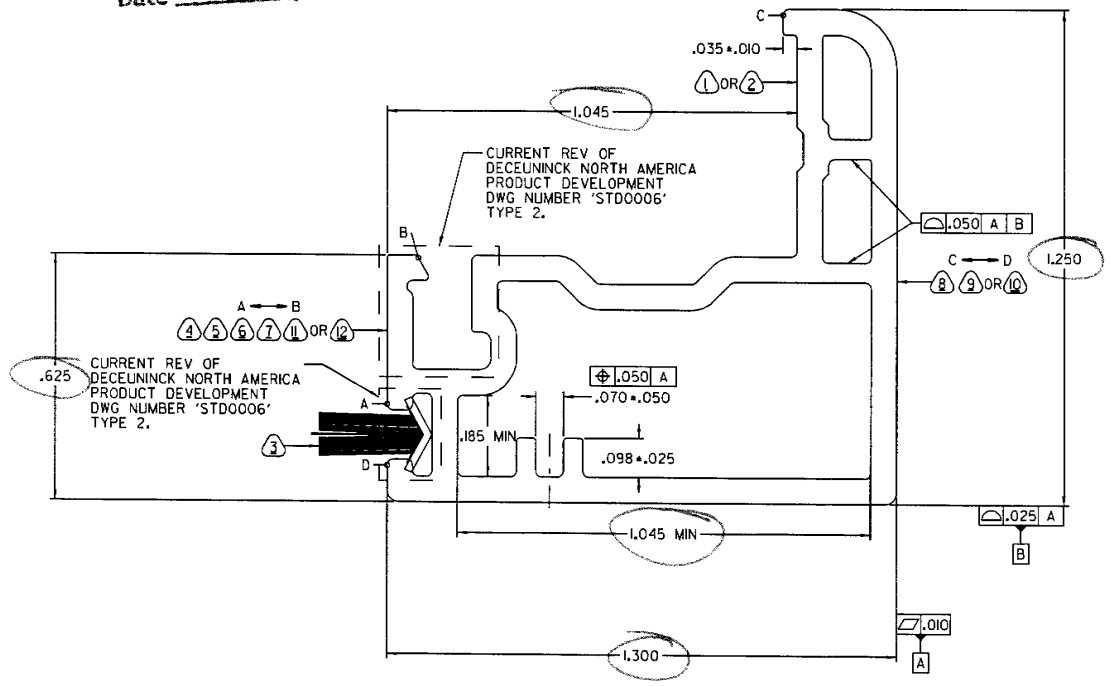 Date
C
.035±.010
1 OR 2
1.045
CURRENT REV OF
DECEUNINCK NORTH AMERICA
PRODUCT DEVELOPMENT
DWG NUMBER 'STD0006'
TYPE 2.
B
.050 A B
1.250
C D
8 9 OR 10
A B
4 5 6 7 11 OR 12
.625
CURRENT REV OF
DECEUNINCK NORTH AMERICA
PRODUCT DEVELOPMENT
DWG NUMBER 'STD0006'
TYPE 2.
A
.050 A
.070±.050
3
.185 MIN
.098±.025
D
1.045 MIN
.025 A
B
.010
A
1.300